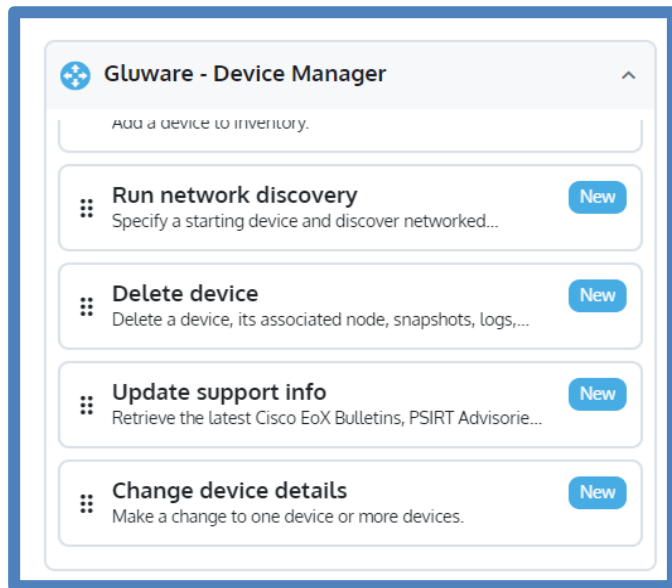 Gluware - Device Manager
Add a device to inventory.
Run network discovery
New
Specify a starting device and discover networked...
Delete device
New
Delete a device, its associated node, snapshots, logs,...
Update support info
New
Retrieve the latest Cisco EoX Bulletins, PSIRT Advisorie...
Change device details
New
Make a change to one device or more devices.